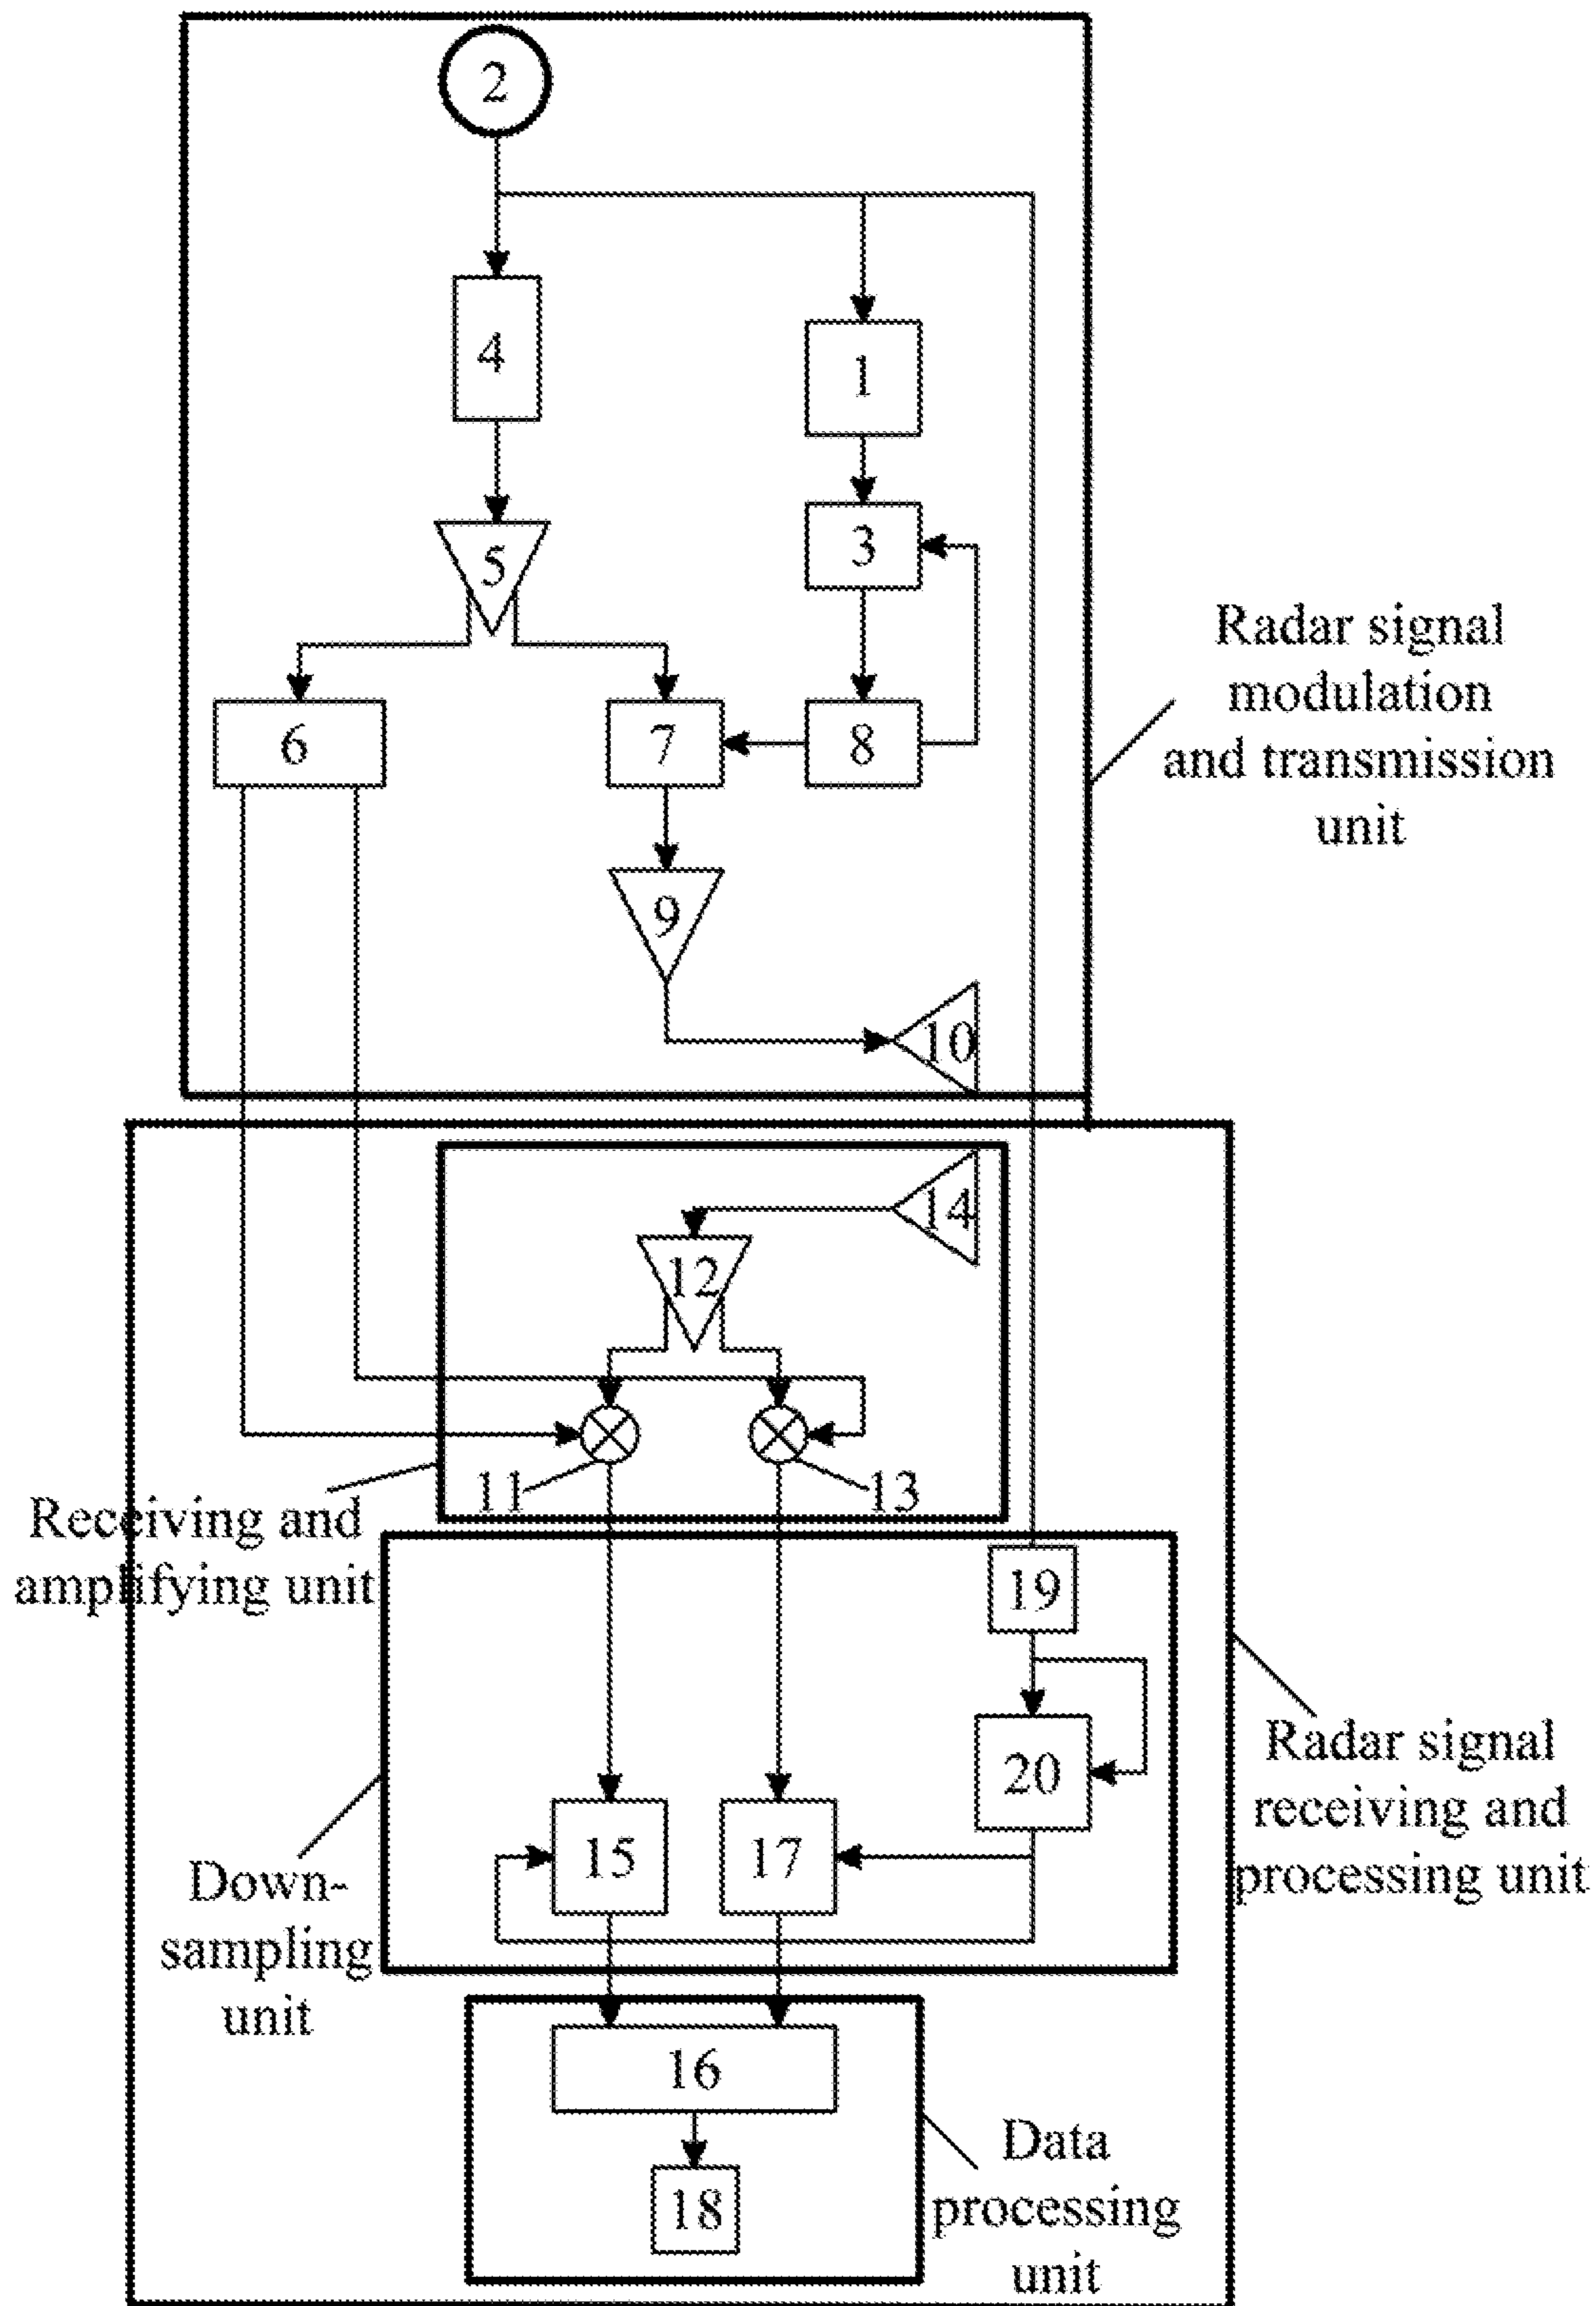 2
4
1
3
5
6
7
8
Radar signal
modulation
and transmission
unit
9
10
14
12
11
13
Receiving and
amplifying unit
19
20
15
17
Radar signal
receiving and
processing unit
Down-
sampling
unit
16
18
Data
processing
unit